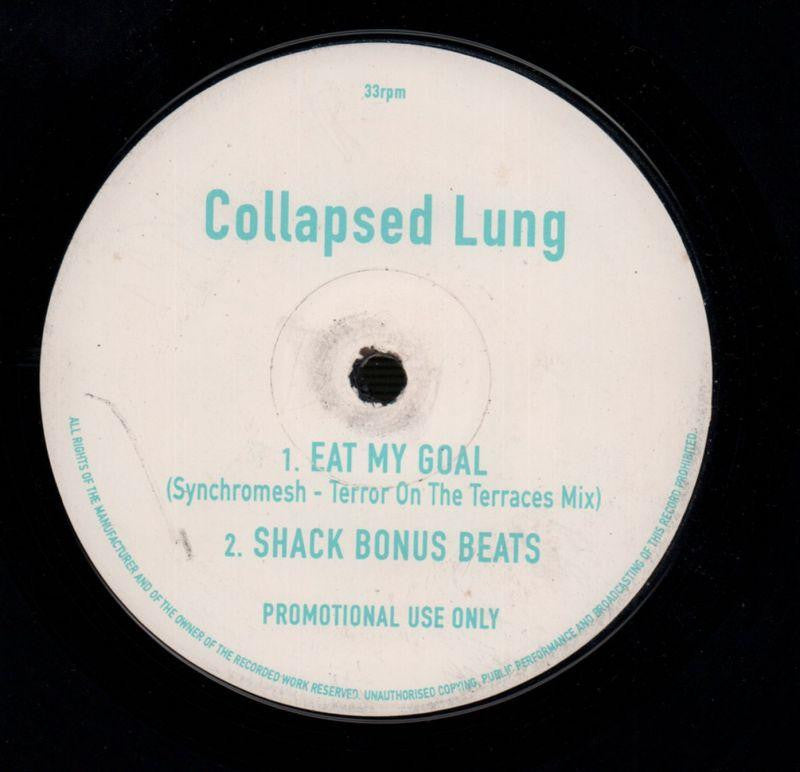 33rpm
Collapsed Lung
1. EAT MY GOAL
(Synchromesh - Terror On The Terraces Mix)
2. SHACK BONUS BEATS
PROMOTIONAL USE ONLY
ALL RIGHTS OF THE MANUFACTURER AND OF THE OWNER OF THE RECORDED WORK RESERVED. UNAUTHORISED COPYING, PUBLIC PERFORMANCE AND BROADCASTING OF THIS RECORD PROHIBITED.